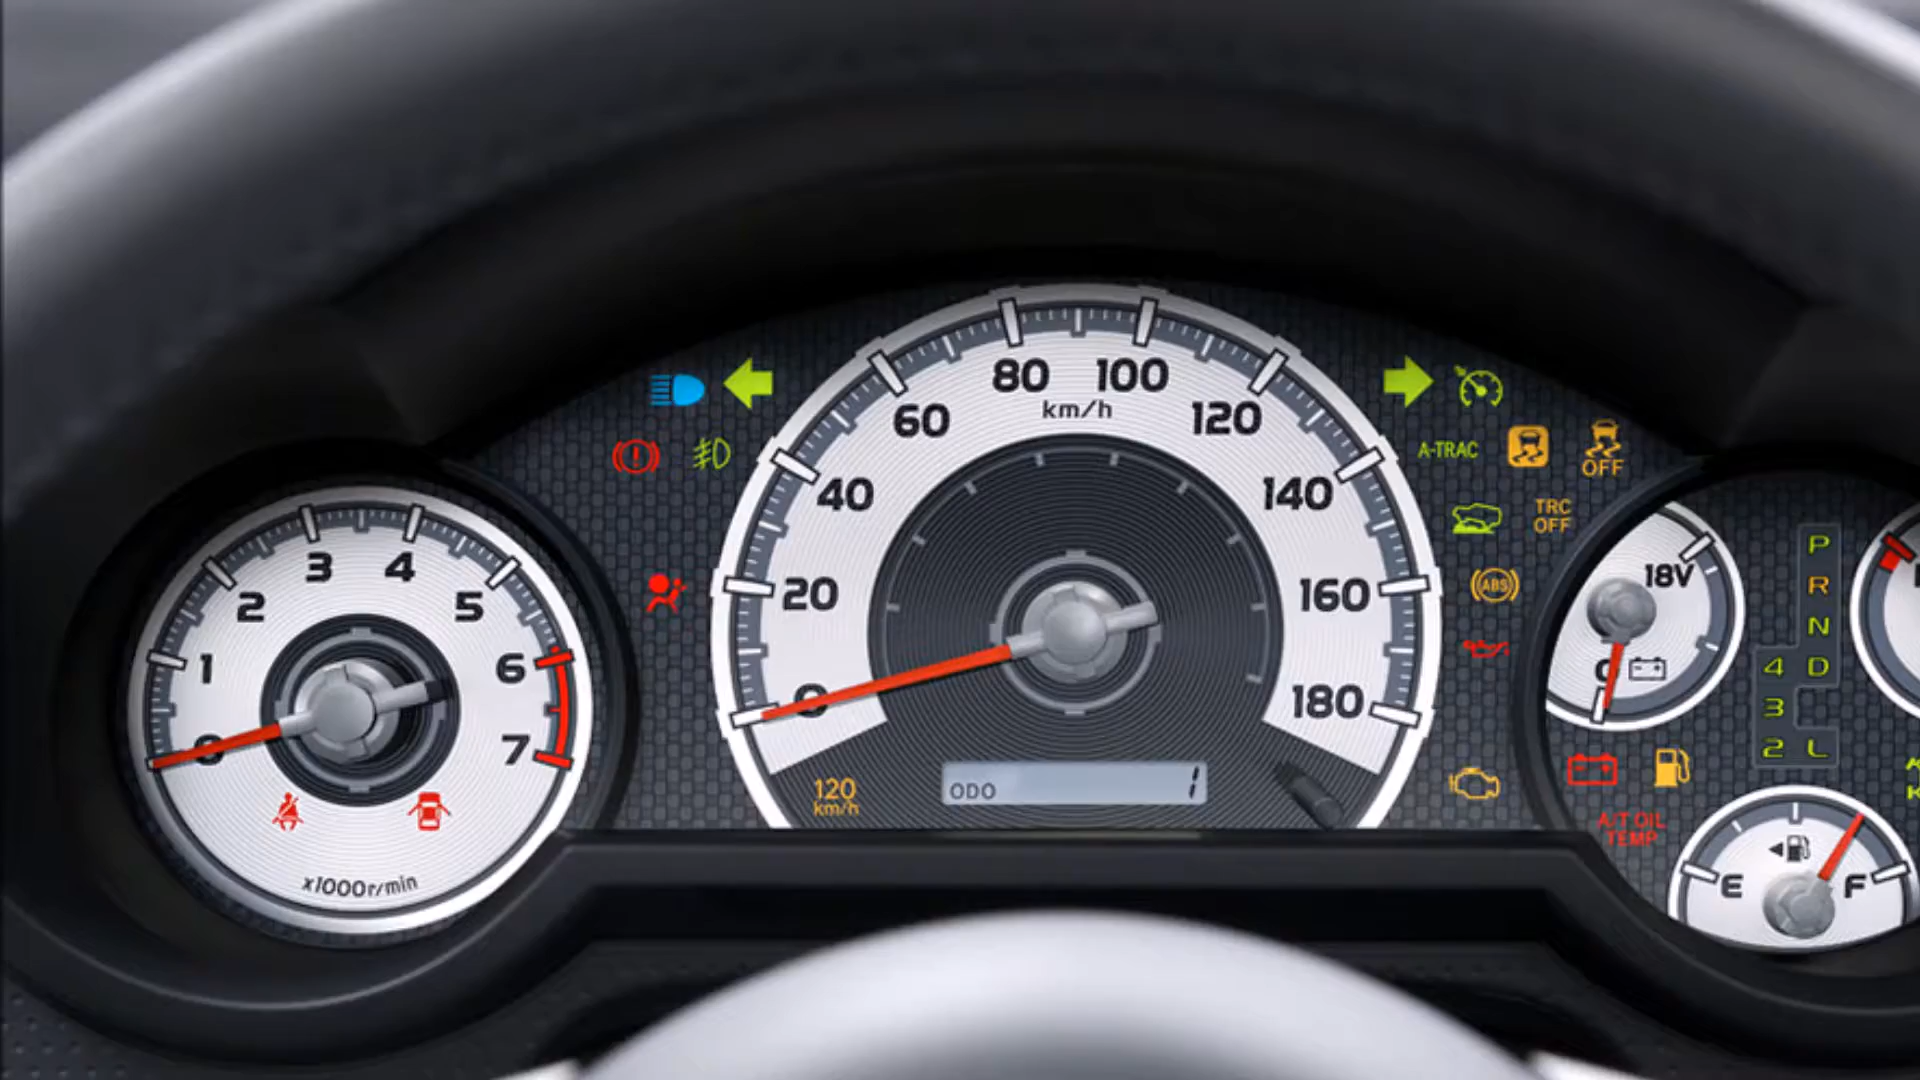 80 100
km/h
60 120
40 140
20 160
0 180
120
km/h
ODO 1
3 4
2 5
1 6
0 7
x1000r/min
A-TRAC
OFF
TRC
OFF
ABS
18V
P
R
N
4 D
3
2 L
A/T OIL
TEMP
E F